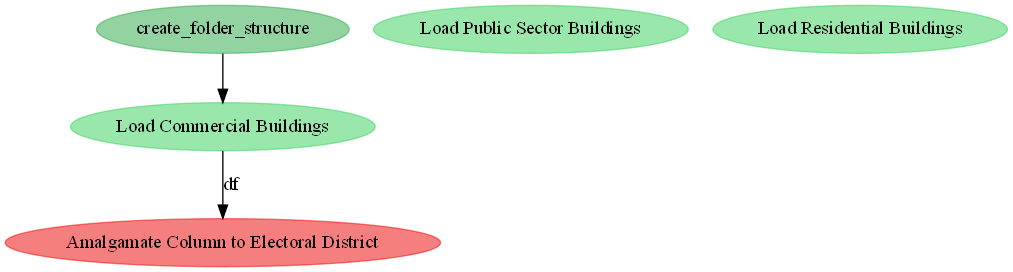 create_folder_structure
Load Public Sector Buildings
Load Residential Buildings
Load Commercial Buildings
df
Amalgamate Column to Electoral District